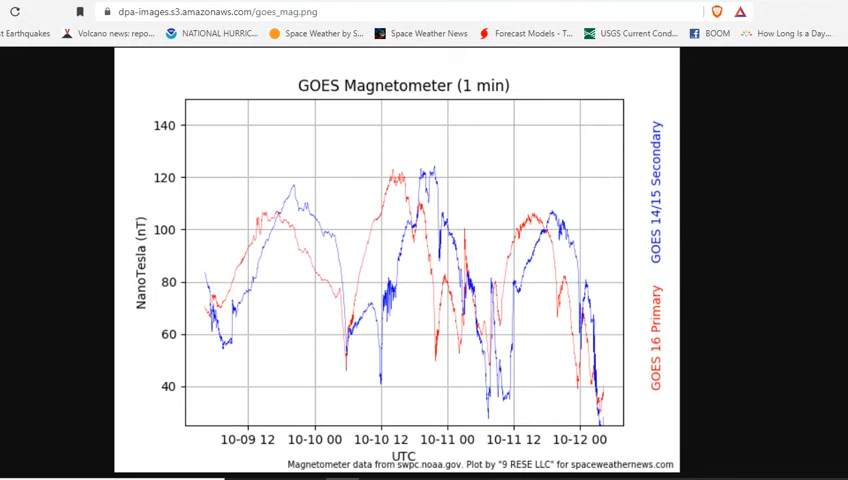 dpa-images.s3.amazonaws.com/goes_mag.png
st Earthquakes Volcano news: repo... NATIONAL HURRIC... Space Weather by S... Space Weather News Forecast Models - T... USGS Current Cond... BOOM How Long Is a Day...
GOES Magnetometer (1 min)
140
120
100
80
60
40
NanoTesla (nT)
GOES 14/15 Secondary
GOES 16 Primary
10-09 12 10-10 00 10-10 12 10-11 00 10-11 12 10-12 00
UTC
Magnetometer data from swpc.noaa.gov. Plot by "9 RESE LLC" for spaceweathernews.com